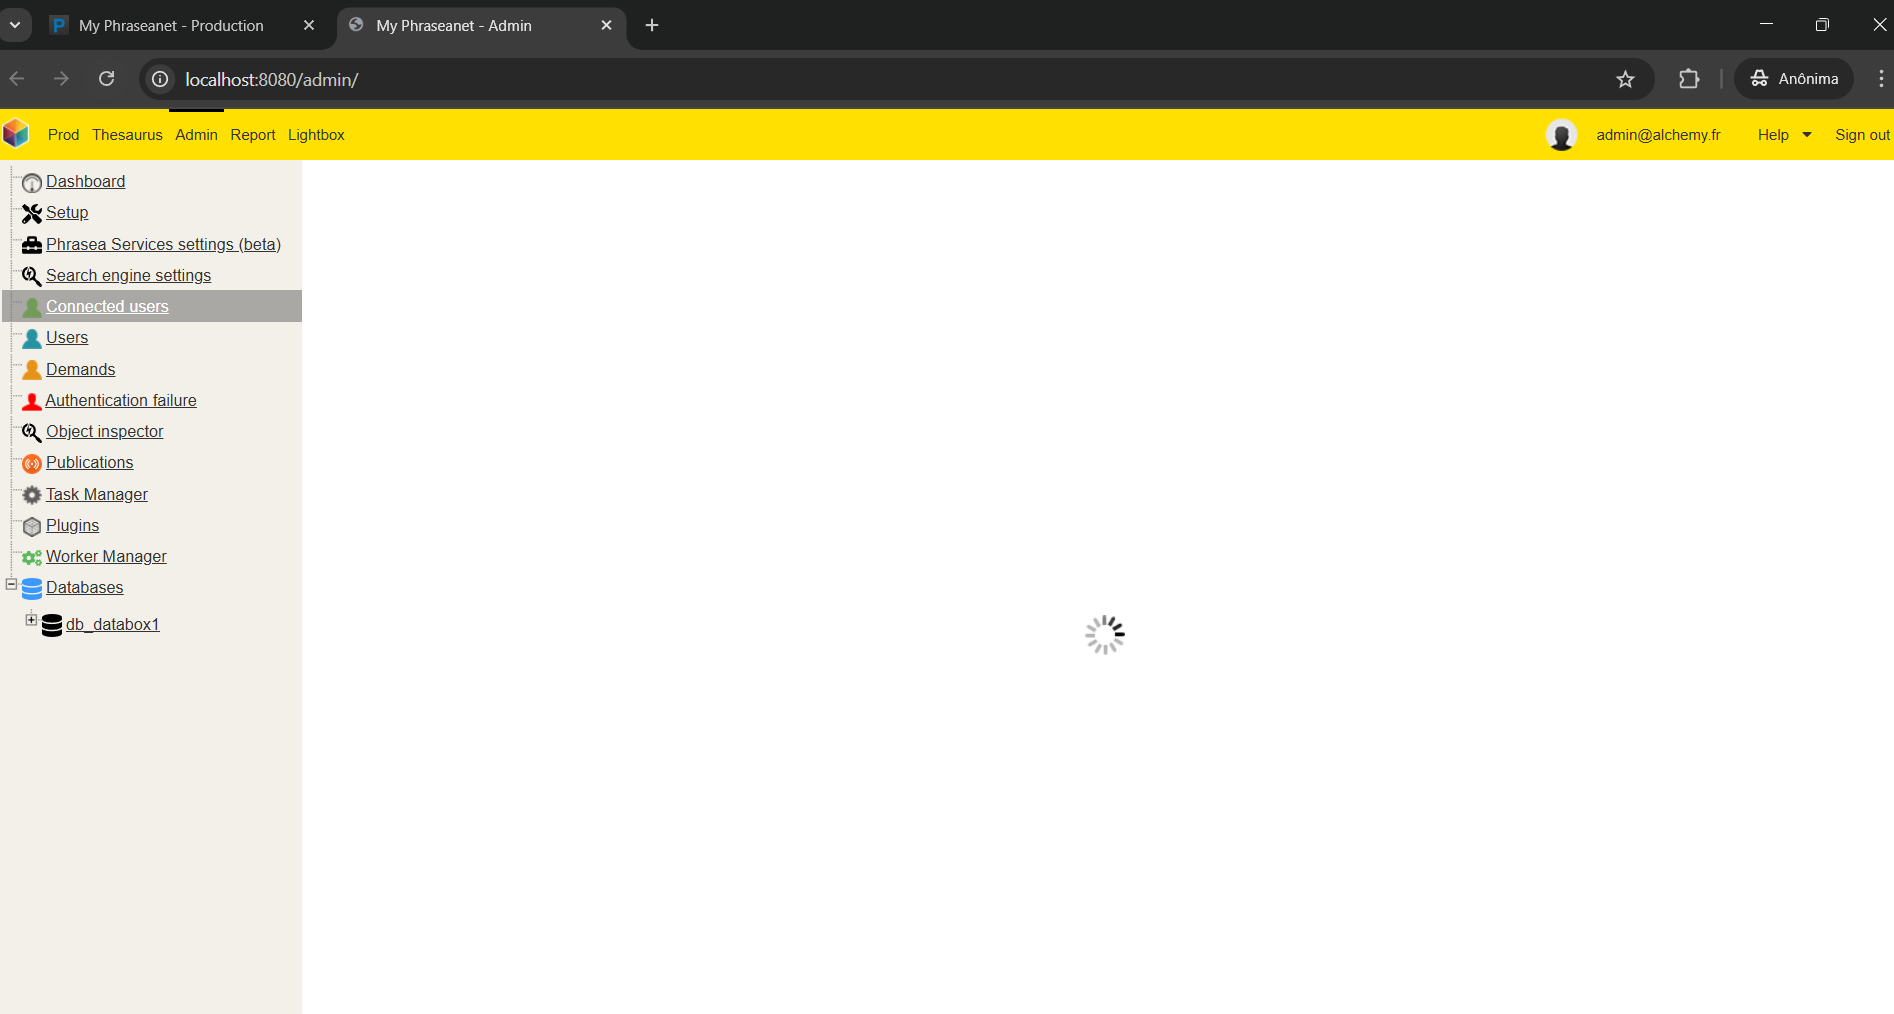 My Phraseanet - Production
My Phraseanet - Admin
localhost:8080/admin/
Anônima
Prod Thesaurus Admin Report Lightbox
admin@alchemy.fr Help Sign out
Dashboard
Setup
Phrasea Services settings (beta)
Search engine settings
Connected users
Users
Demands
Authentication failure
Object inspector
Publications
Task Manager
Plugins
Worker Manager
Databases
db_databox1